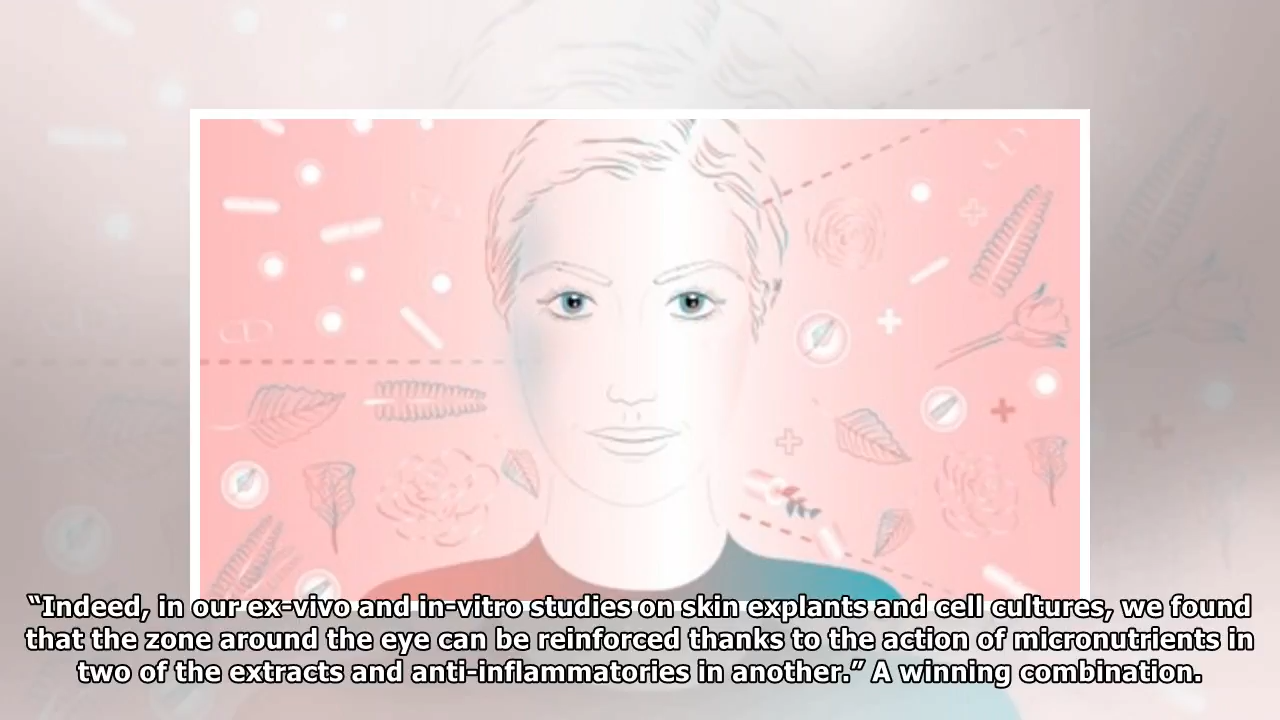 “Indeed, in our ex-vivo and in-vitro studies on skin explants and cell cultures, we found
that the zone around the eye can be reinforced thanks to the action of micronutrients in
two of the extracts and anti-inflammatories in another.” A winning combination.